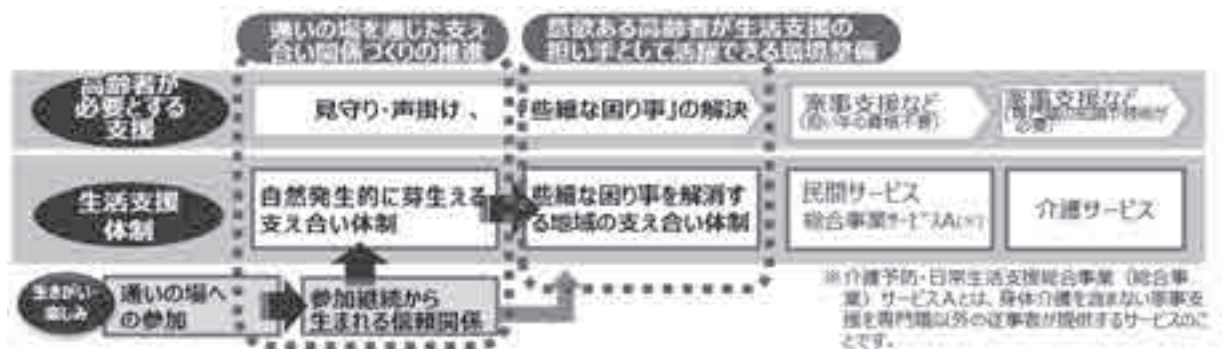 通いの場を通じた支え
合い関係づくりの推進
意欲ある高齢者が生活支援の
担い手として活躍できる環境整備
高齢者が
必要とする
支援
見守り・声掛け 、
「些細な困り事」の解決
家事支援など
(担い手の資格不要)
家事支援など
必要)
生活支援
体制
自然発生的に芽生える
支え合い体制
些細な困り事を解消す
る地域の支え合い体制
民間サービス
総合事業サービスA(※)
介護サービス
生きがい・
楽しみ
通いの場へ
の参加
参加継続から
生まれる信頼関係
※介護予防・日常生活支援総合事業（総合事
業）サービスAとは、身体介護を含まない家事支
援を専門職以外の従事者が提供するサービスのこ
とです。